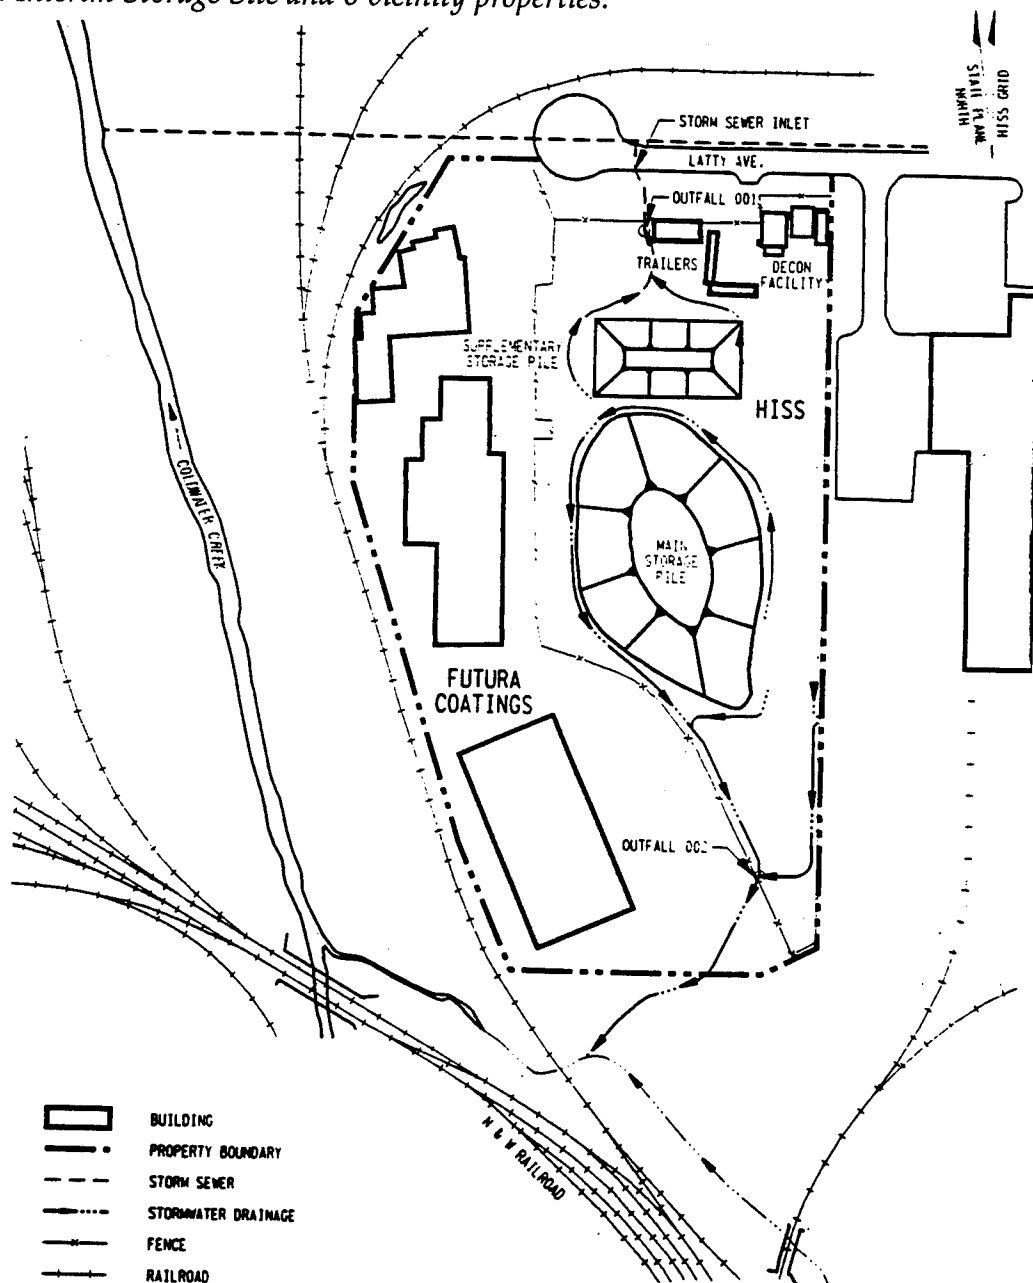 Interim Storage Site and 6 vicinity properties.
HISS GRID
STATE PLANE
NORTH
STORM SEWER INLET
LATTY AVE.
OUTFALL 001
TRAILERS
DECON
FACILITY
SUPPLEMENTARY
STORAGE PILE
HISS
COLDWATER CREEK
MAIN
STORAGE
PILE
FUTURA
COATINGS
OUTFALL 002
N & W RAILROAD
BUILDING
PROPERTY BOUNDARY
STORM SEWER
STORMWATER DRAINAGE
FENCE
RAILROAD